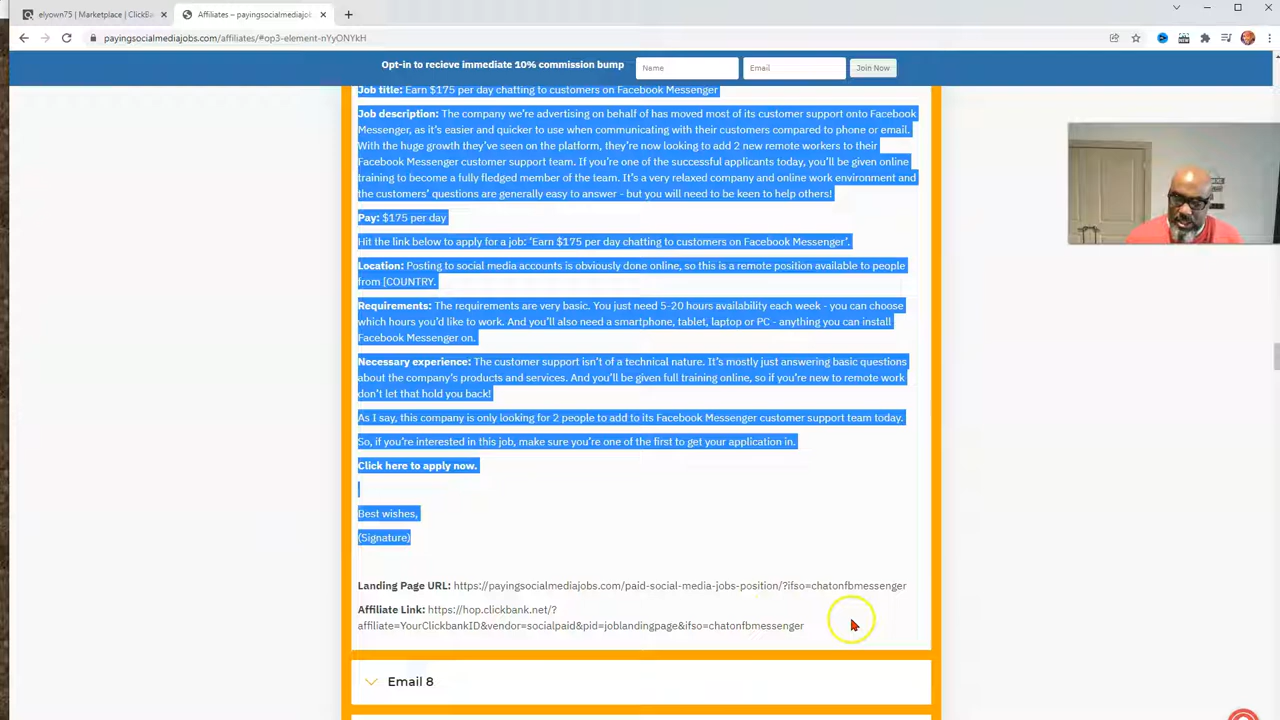 elyown75 | Marketplace | ClickBa
Affiliates – payingsocialmediajob
payingsocialmediajobs.com/affiliates/#op3-element-nYyONYkH
Opt-in to recieve immediate 10% commission bump
Name
Email
Join Now
Job title: Earn $175 per day chatting to customers on Facebook Messenger
Job description: The company we're advertising on behalf of has moved most of its customer support onto Facebook
Messenger, as it's easier and quicker to use when communicating with their customers compared to phone or email.
With the huge growth they've seen on the platform, they're now looking to add 2 new remote workers to their
Facebook Messenger customer support team. If you're one of the successful applicants today, you'll be given online
training to become a fully fledged member of the team. It's a very relaxed company and online work environment and
the customers' questions are generally easy to answer - but you will need to be keen to help others!
Pay: $175 per day
Hit the link below to apply for a job: 'Earn $175 per day chatting to customers on Facebook Messenger'.
Location: Posting to social media accounts is obviously done online, so this is a remote position available to people
from [COUNTRY.
Requirements: The requirements are very basic. You just need 5-20 hours availability each week - you can choose
which hours you'd like to work. And you'll also need a smartphone, tablet, laptop or PC - anything you can install
Facebook Messenger on.
Necessary experience: The customer support isn't of a technical nature. It's mostly just answering basic questions
about the company's products and services. And you'll be given full training online, so if you're new to remote work
don't let that hold you back!
As I say, this company is only looking for 2 people to add to its Facebook Messenger customer support team today.
So, if you're interested in this job, make sure you're one of the first to get your application in.
Click here to apply now.
Best wishes,
(Signature)
Landing Page URL: https://payingsocialmediajobs.com/paid-social-media-jobs-position/?ifso=chatonfbmessenger
Affiliate Link: https://hop.clickbank.net/?
affiliate=YourClickbankID&vendor=socialpaid&pid=joblandingpage&ifso=chatonfbmessenger
Email 8